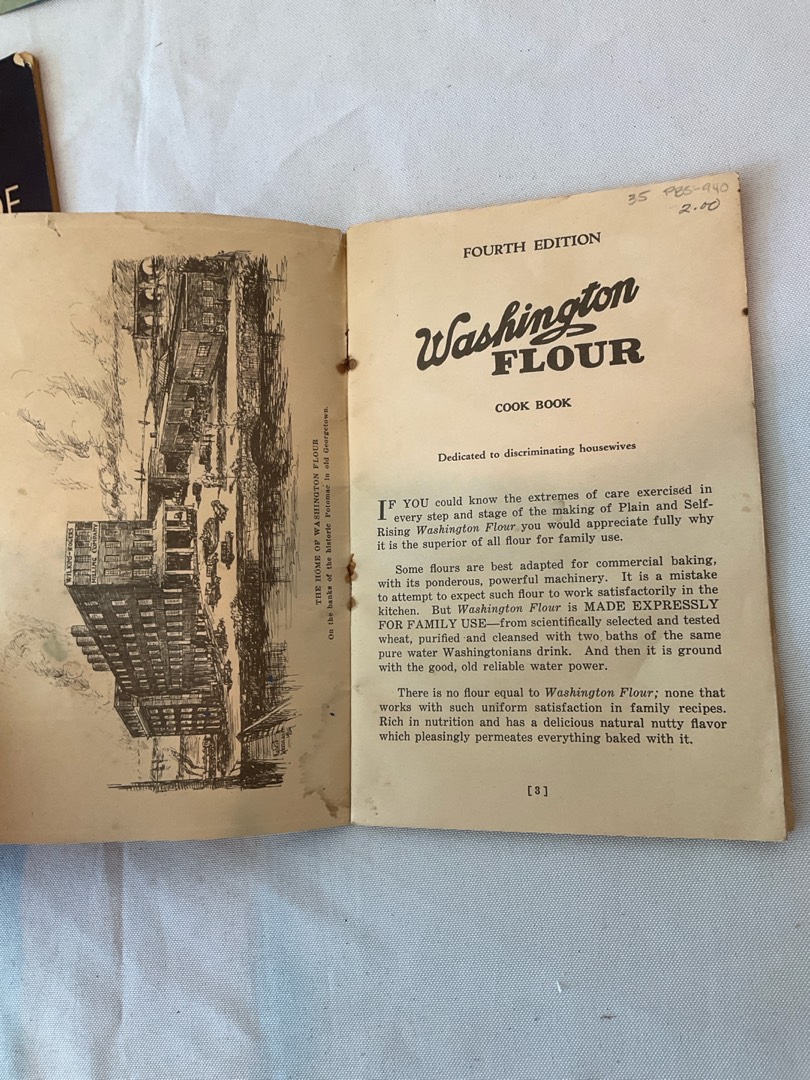 OF
WILKINS-ROGERS
MILLING COMPANY
THE HOME OF WASHINGTON FLOUR
On the banks of the historic Potomac in old Georgetown.
35 PBS-940
2.00
FOURTH EDITION
Washington
FLOUR
COOK BOOK
Dedicated to discriminating housewives
IF YOU could know the extremes of care exercised in
every step and stage of the making of Plain and Self-
Rising Washington Flour you would appreciate fully why
it is the superior of all flour for family use.
Some flours are best adapted for commercial baking,
with its ponderous, powerful machinery. It is a mistake
to attempt to expect such flour to work satisfactorily in the
kitchen. But Washington Flour is MADE EXPRESSLY
FOR FAMILY USE—from scientifically selected and tested
wheat, purified and cleansed with two baths of the same
pure water Washingtonians drink. And then it is ground
with the good, old reliable water power.
There is no flour equal to Washington Flour; none that
works with such uniform satisfaction in family recipes.
Rich in nutrition and has a delicious natural nutty flavor
which pleasingly permeates everything baked with it.
[3]